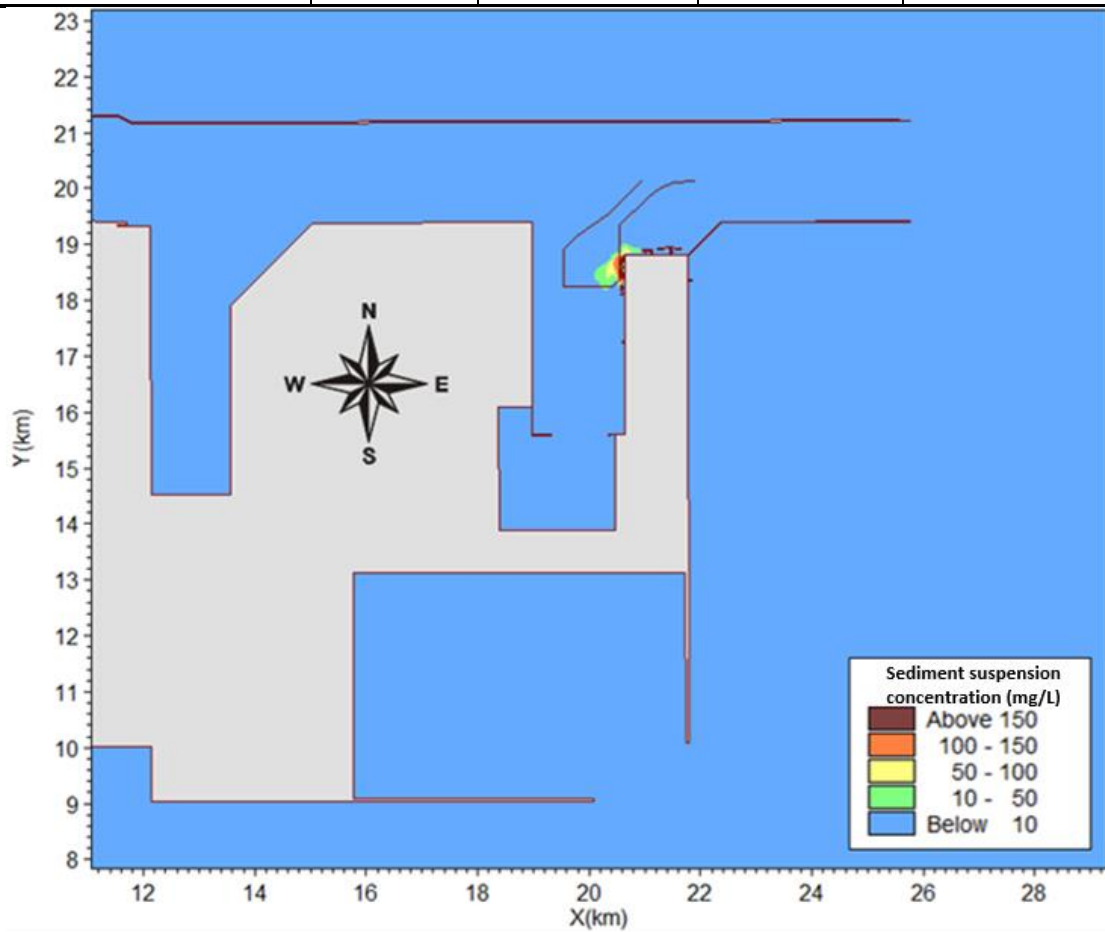 23
22
21
20
19
18
17
16
15
14
13
12
11
10
9
8
Y(km)
N
W E
S
Sediment suspension
concentration (mg/L)
Above 150
100 - 150
50 - 100
10 - 50
Below 10
12 14 16 18 20 22 24 26 28
X(km)